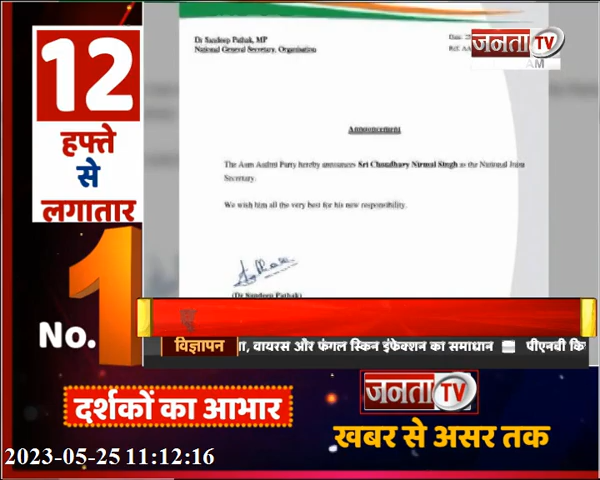 12
हफ्ते
से
लगातार
No.1
Dr Sandeep Pathak, MP
National General Secretary, Organisation
जनता TV
AM
Announcement
The Aam Aadmi Party hereby announces Sri Choudhary Nirmal Singh as the National Joint
Secretary.
We wish him all the very best for his new responsibility.
(Dr Sandeep Pathak)
विज्ञापन
वायरस और फंगल स्किन इंफेक्शन का समाधान
पीएनबी
दर्शकों का आभार
जनता TV
खबर से असर तक
2023-05-25 11:12:16